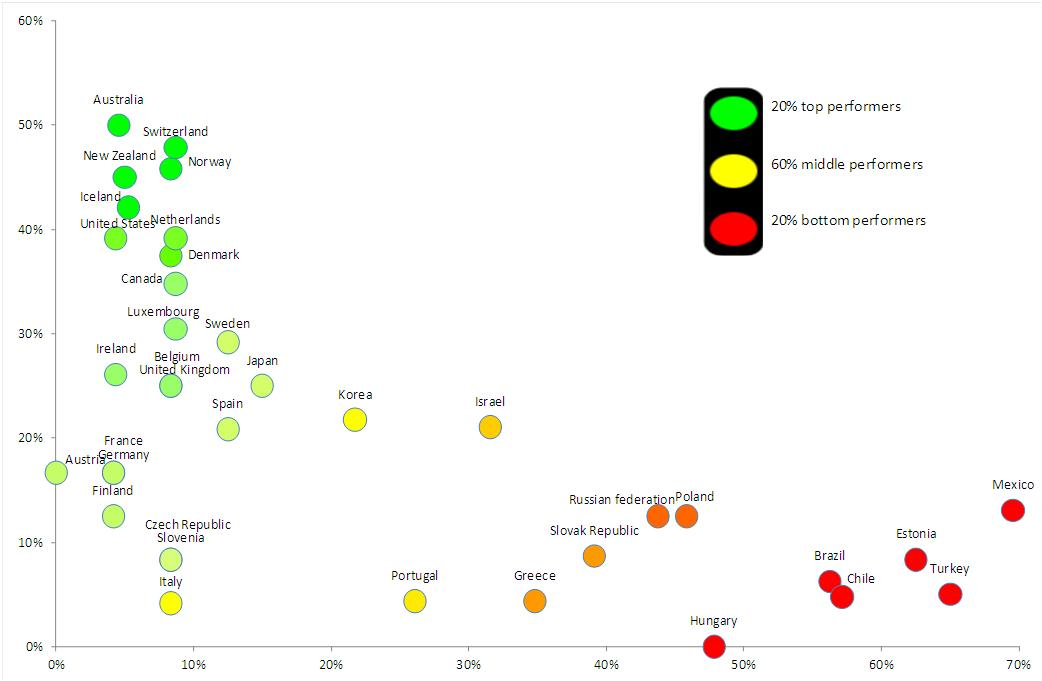 60%
Australia
20% top performers
50%
Switzerland
New Zealand
Norway
60% middle performers
Iceland
United States
Netherlands
20% bottom performers
40%
Denmark
Canada
Luxembourg
Sweden
30%
Ireland
Belgium
United Kingdom
Japan
Korea
Israel
Spain
20%
France
Germany
Austria
Finland
Mexico
Russian federation
Poland
Czech Republic
Slovenia
Slovak Republic
Estonia
10%
Brazil
Chile
Turkey
Italy
Portugal
Greece
Hungary
0%
0% 10% 20% 30% 40% 50% 60% 70%